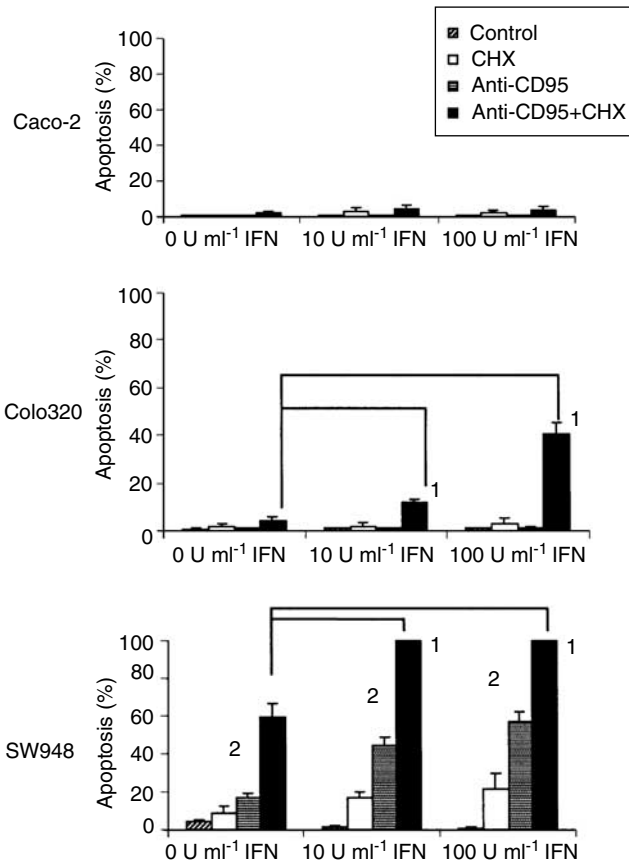 Control
CHX
Anti-CD95
Anti-CD95+CHX
Caco-2
Apoptosis (%)
100
80
60
40
20
0
0 U ml⁻¹ IFN 10 U ml⁻¹ IFN 100 U ml⁻¹ IFN
Colo320
Apoptosis (%)
100
80
60
40
20
0
1
1
0 U ml⁻¹ IFN 10 U ml⁻¹ IFN 100 U ml⁻¹ IFN
SW948
Apoptosis (%)
100
80
60
40
20
0
2
2
1
2
1
0 U ml⁻¹ IFN 10 U ml⁻¹ IFN 100 U ml⁻¹ IFN